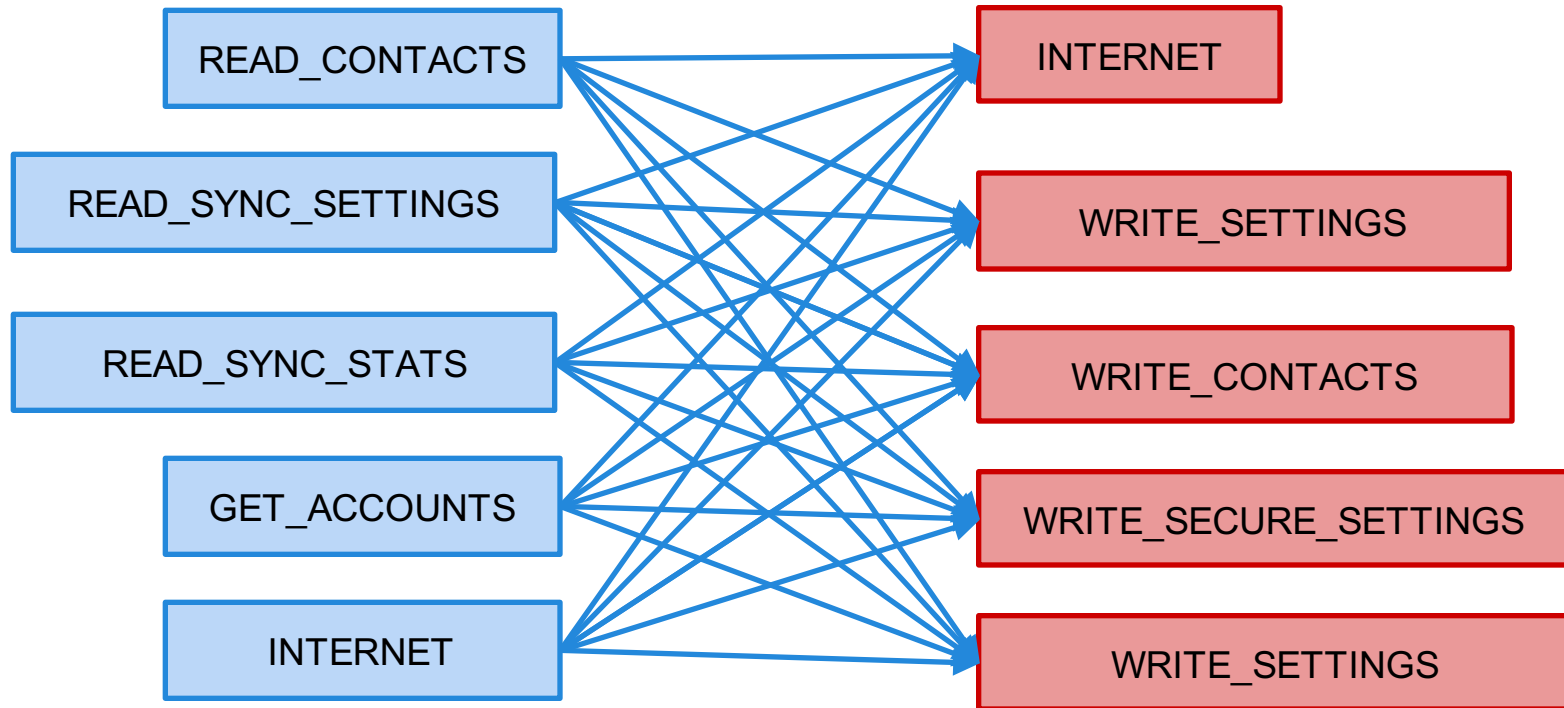 READ_CONTACTS
INTERNET
READ_SYNC_SETTINGS
WRITE_SETTINGS
READ_SYNC_STATS
WRITE_CONTACTS
GET_ACCOUNTS
WRITE_SECURE_SETTINGS
INTERNET
WRITE_SETTINGS